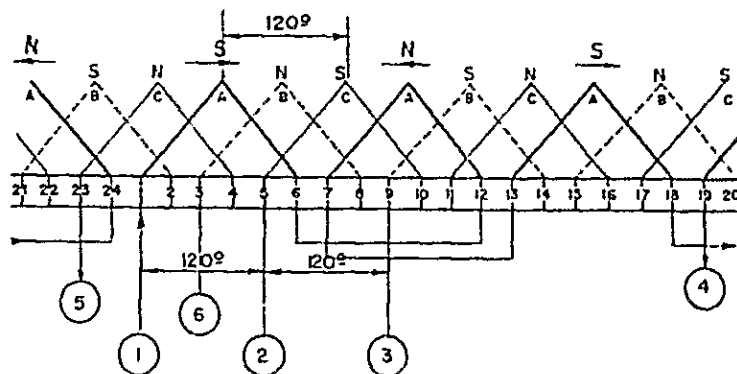 120º
N S N S
S N S N S N S
A B C A B C A B C A B C
21 22 23 24 1 2 3 4 5 6 7 8 9 10 11 12 13 14 15 16 17 18 19 20
120º 120º
5 6 4
1 2 3